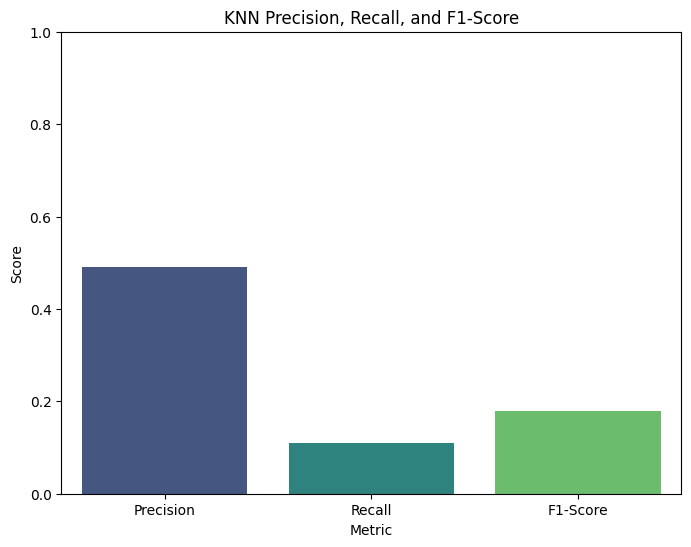 KNN Precision, Recall, and F1-Score
1.0
0.8
0.6
0.4
0.2
0.0
Score
Precision
Recall
F1-Score
Metric